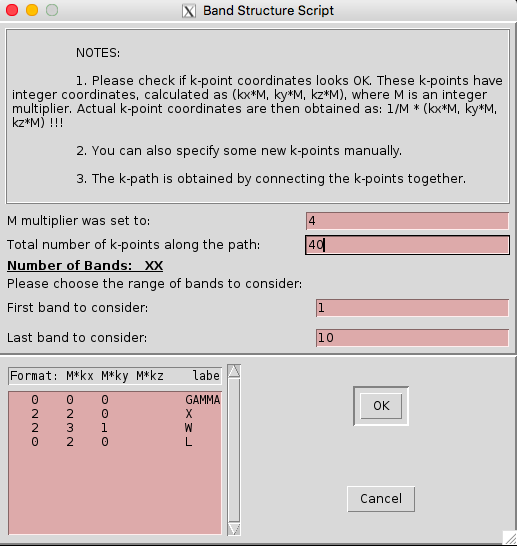 Band Structure Script
NOTES:
1. Please check if k-point coordinates looks OK. These k-points have
integer coordinates, calculated as (kx*M, ky*M, kz*M), where M is an integer
multiplier. Actual k-point coordinates are then obtained as: 1/M * (kx*M, ky*M,
kz*M) !!!
2. You can also specify some new k-points manually.
3. The k-path is obtained by connecting the k-points together.
M multiplier was set to: 4
Total number of k-points along the path: 40
Number of Bands: XX
Please choose the range of bands to consider:
First band to consider: 1
Last band to consider: 10
Format: M*kx M*ky M*kz labe
0 0 0 GAMMA
2 2 0 X
2 3 1 W
0 2 0 L
OK
Cancel